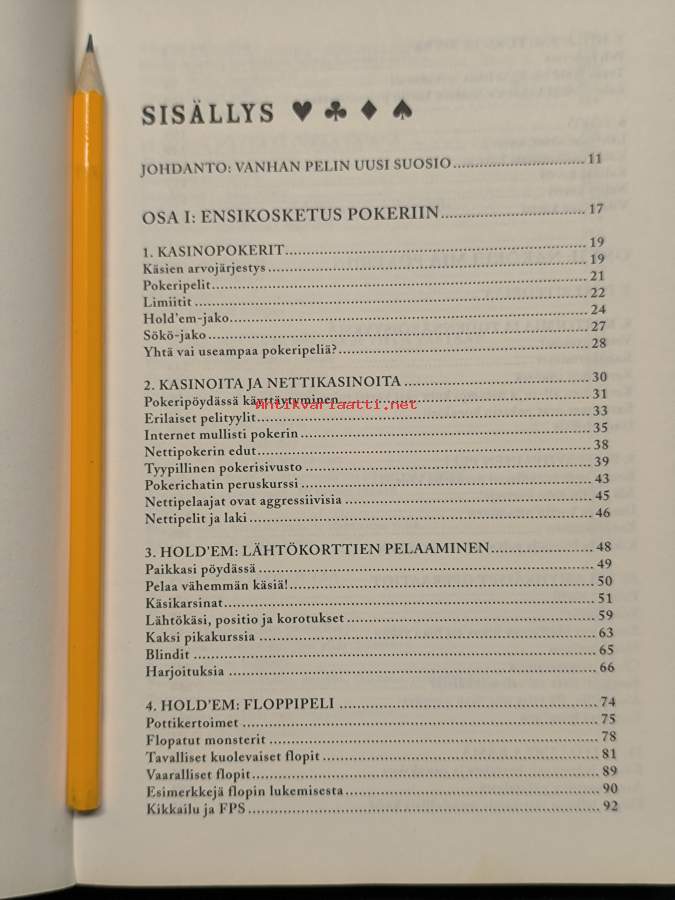 SISÄLLYS ♥ ♣ ♦ ♠
JOHDANTO: VANHAN PELIN UUSI SUOSIO 11
OSA I: ENSIKOSKETUS POKERIIN 17
1. KASINOPOKERIT 19
Käsien arvojärjestys 19
Pokeripelit 21
Limiitit 22
Hold'em-jako 24
Sökö-jako 27
Yhtä vai useampaa pokeripeliä? 28
2. KASINOITA JA NETTIKASINOITA 30
Pokeripöydässä käyttäytyminen 31
Antikvariaatti.net
Erilaiset pelityylit 33
Internet mullisti pokerin 35
Nettipokerin edut 38
Tyypillinen pokerisivusto 39
Pokerichatin peruskurssi 43
Nettipelaajat ovat aggressiivisia 45
Nettipelit ja laki 46
3. HOLD'EM: LÄHTÖKORTTIEN PELAAMINEN 48
Paikkasi pöydässä 49
Pelaa vähemmän käsiä! 50
Käsikarsinat 51
Lähtökäsi, positio ja korotukset 59
Kaksi pikakurssia 63
Blindit 65
Harjoituksia 66
4. HOLD'EM: FLOPPIPELI 74
Pottikertoimet 75
Flopatut monsterit 78
Tavalliset kuolevaiset flopit 81
Vaaralliset flopit 89
Esimerkkejä flopin lukemisesta 90
Kikkailu ja FPS 92